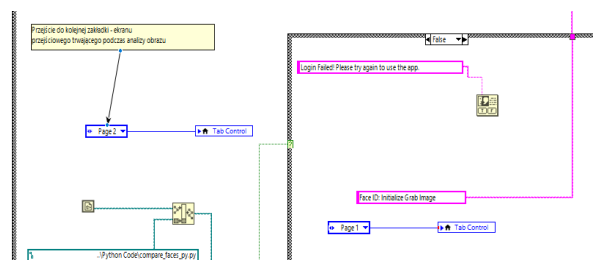 Przejście do kolejnej zakładki - ekranu
przejściowego trwającego podczas analizy obrazu
False
Login Failed! Please try again to use the app.
Page 2
Tab Control
?
Face ID: Initialize Grab Image
Page 1
Tab Control
..\Python Code\compare_faces_py.py